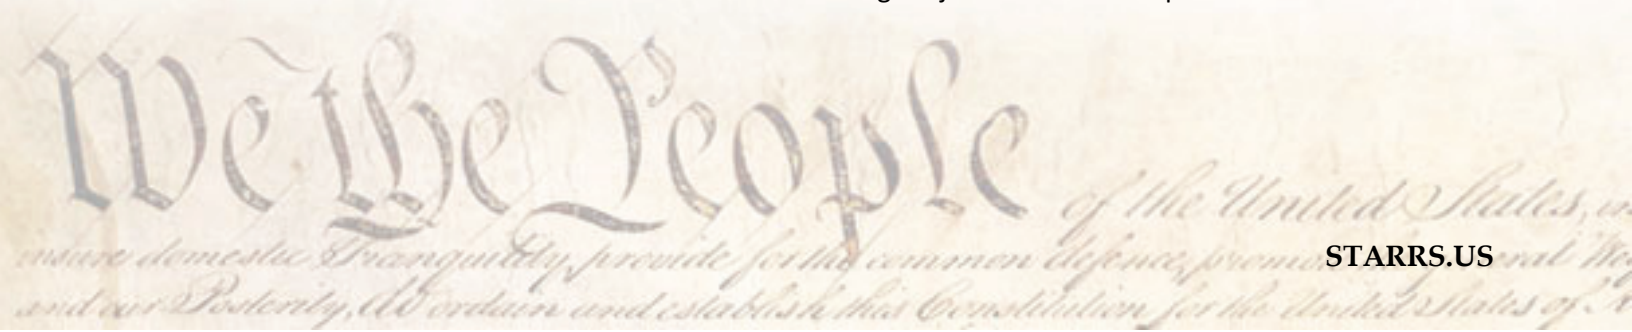 We the People of the United States,
insure domestic Tranquility, provide for the common defence, STARRS.US
and our Posterity, do ordain and establish this Constitution for the United States of